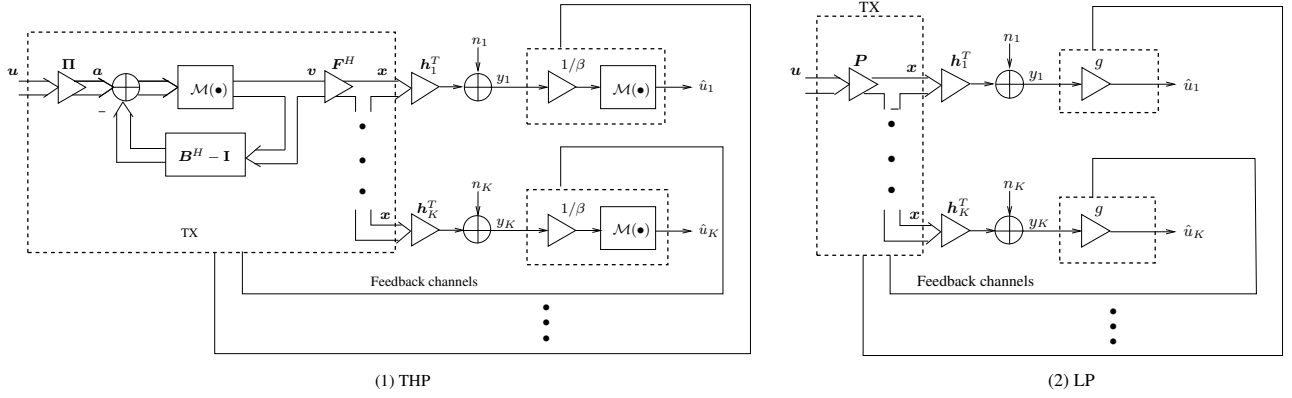 TX
n_1
n_1
u
Π
a
M(●)
v
F^H
x
h_1^T
y_1
1/β
M(●)
û_1
u
P
x
h_1^T
y_1
g
û_1
–
B^H − I
n_K
n_K
x
h_K^T
y_K
1/β
M(●)
û_K
x
h_K^T
y_K
g
û_K
TX
Feedback channels
Feedback channels
(1) THP
(2) LP